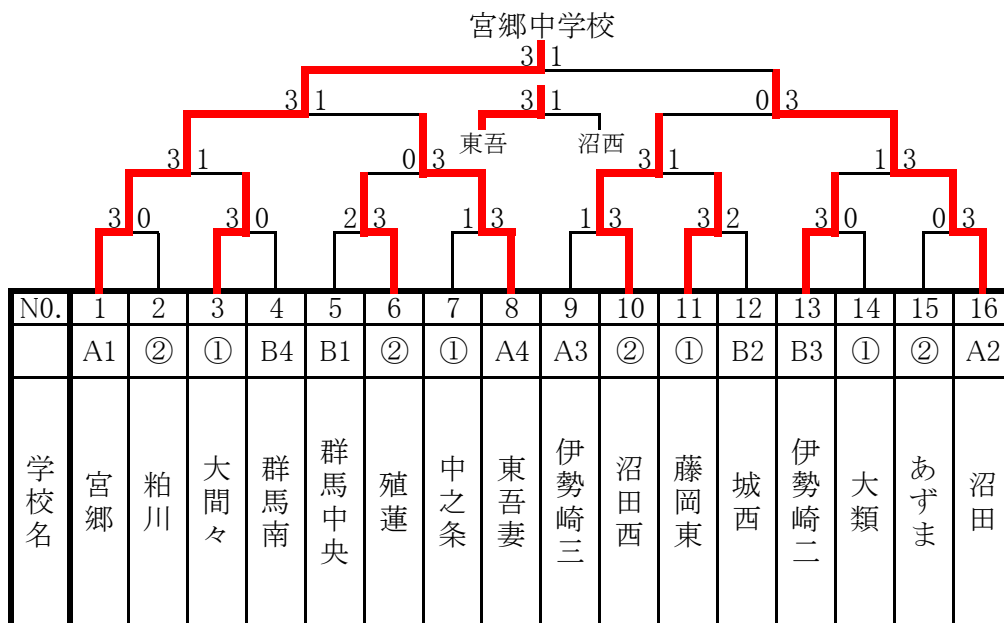 宮郷中学校
3 1
3 1 3 1 0 3
東吾 沼西
3 1 0 3 3 1 1 3
3 0 3 0 2 3 1 3 1 3 3 2 3 0 0 3
N0. 1 2 3 4 5 6 7 8 9 10 11 12 13 14 15 16
A1 ② ① B4 B1 ② ① A4 A3 ② ① B2 B3 ① ② A2
学校名 宮郷 粕川 大間々 群馬南 群馬中央 殖蓮 中之条 東吾妻 伊勢崎三 沼田西 藤岡東 城西 伊勢崎二 大類 あずま 沼田